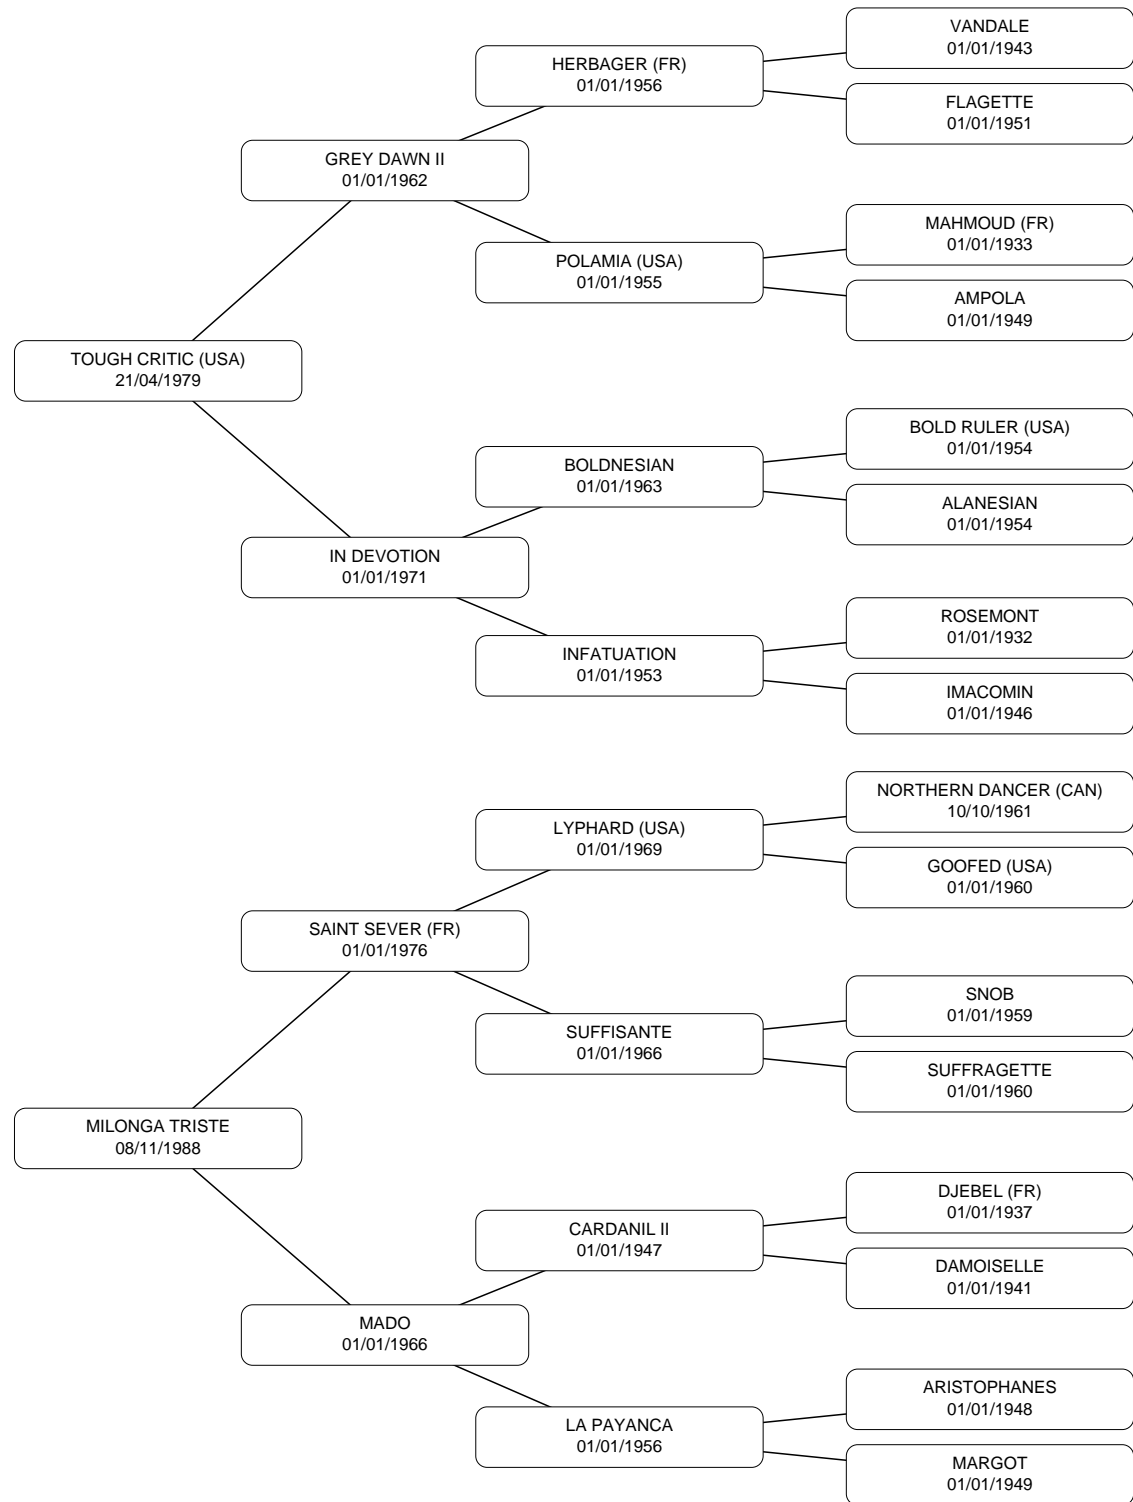 VANDALE
01/01/1943
HERBAGER (FR)
01/01/1956
FLAGETTE
01/01/1951
GREY DAWN II
01/01/1962
MAHMOUD (FR)
01/01/1933
POLAMIA (USA)
01/01/1955
AMPOLA
01/01/1949
TOUGH CRITIC (USA)
21/04/1979
BOLD RULER (USA)
01/01/1954
BOLDNESIAN
01/01/1963
ALANESIAN
01/01/1954
IN DEVOTION
01/01/1971
ROSEMONT
01/01/1932
INFATUATION
01/01/1953
IMACOMIN
01/01/1946
NORTHERN DANCER (CAN)
10/10/1961
LYPHARD (USA)
01/01/1969
GOOFED (USA)
01/01/1960
SAINT SEVER (FR)
01/01/1976
SNOB
01/01/1959
SUFFISANTE
01/01/1966
SUFFRAGETTE
01/01/1960
MILONGA TRISTE
08/11/1988
DJEBEL (FR)
01/01/1937
CARDANIL II
01/01/1947
DAMOISELLE
01/01/1941
MADO
01/01/1966
ARISTOPHANES
01/01/1948
LA PAYANCA
01/01/1956
MARGOT
01/01/1949